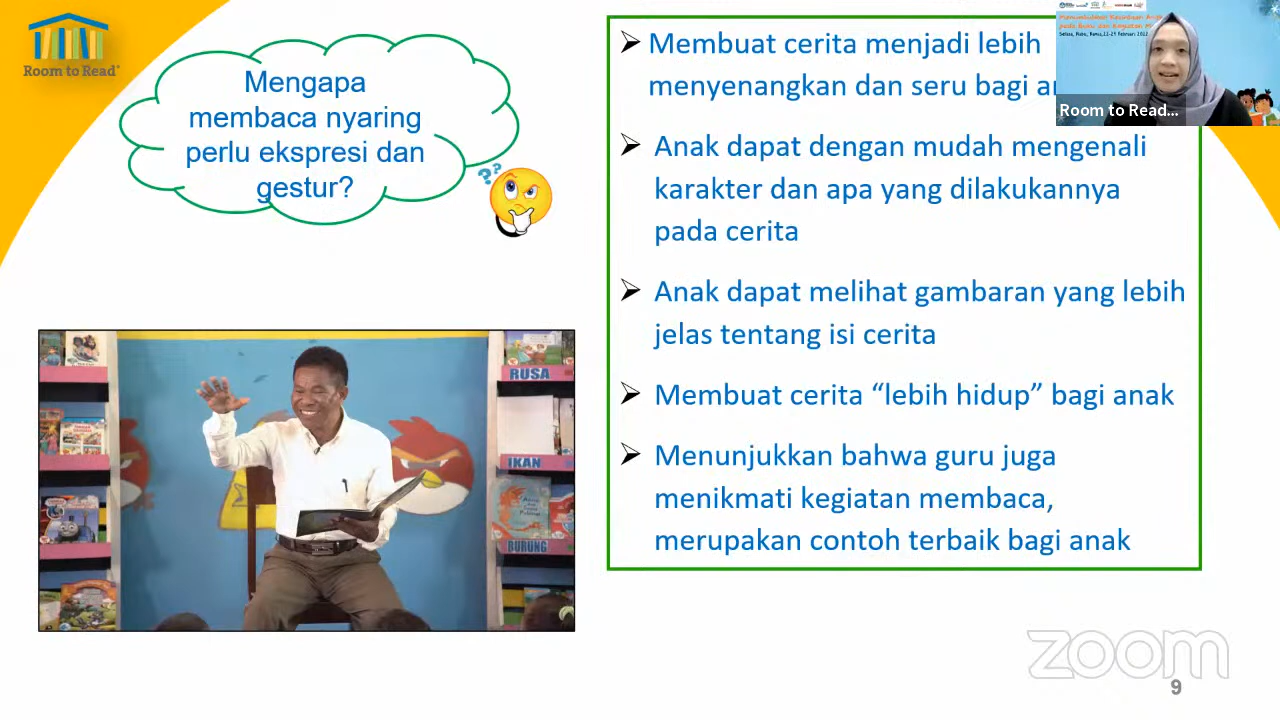 Room to Read®
Mengapa
membaca nyaring
perlu ekspresi dan
gestur?
Membuat cerita menjadi lebih
menyenangkan dan seru bagi
Anak dapat dengan mudah mengenali
karakter dan apa yang dilakukannya
pada cerita
Anak dapat melihat gambaran yang lebih
jelas tentang isi cerita
Membuat cerita “lebih hidup” bagi anak
Menunjukkan bahwa guru juga
menikmati kegiatan membaca,
merupakan contoh terbaik bagi anak
Room to Read...
RUSA
IKAN
BURUNG
zoom
9